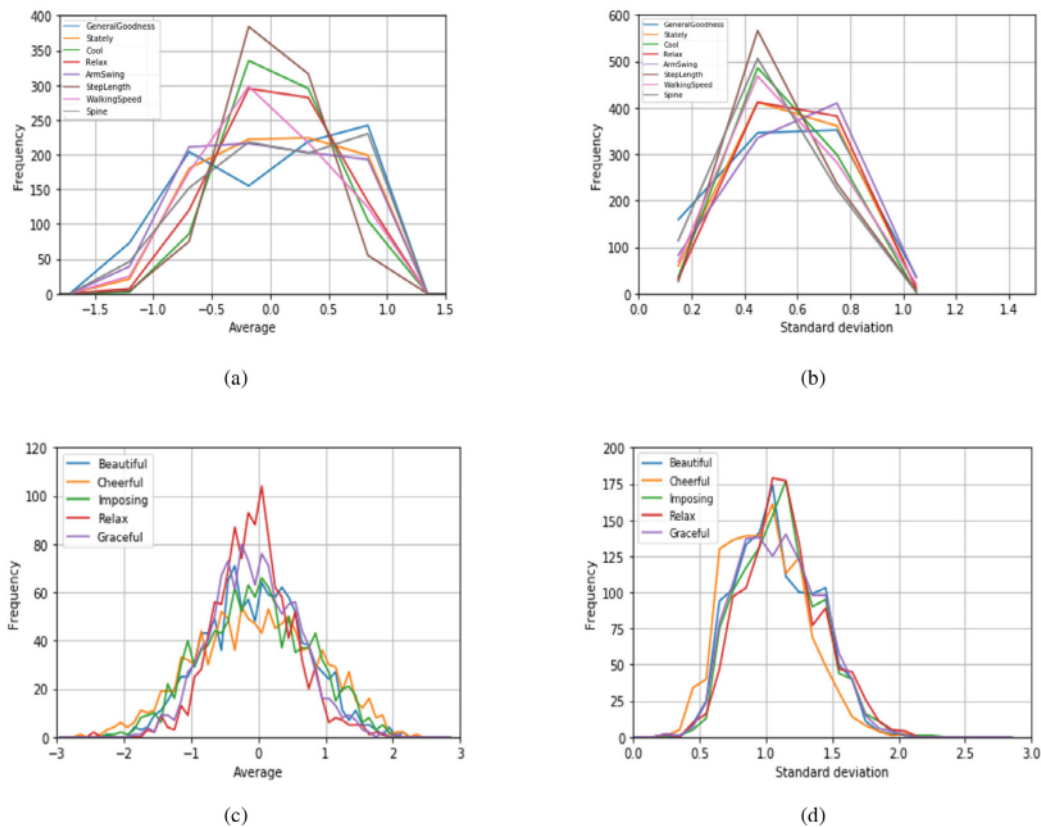 400
350
300
250
200
150
100
50
0
Frequency
GeneralGoodness
Stately
Cool
Relax
ArmSwing
StepLength
WalkingSpeed
Spine
−1.5 −1.0 −0.5 0.0 0.5 1.0 1.5
Average
(a)
600
500
400
300
200
100
0
Frequency
GeneralGoodness
Stately
Cool
Relax
ArmSwing
StepLength
WalkingSpeed
Spine
0.0 0.2 0.4 0.6 0.8 1.0 1.2 1.4
Standard deviation
(b)
120
100
80
60
40
20
0
Frequency
Beautiful
Cheerful
Imposing
Relax
Graceful
−3 −2 −1 0 1 2 3
Average
(c)
200
175
150
125
100
75
50
25
0
Frequency
Beautiful
Cheerful
Imposing
Relax
Graceful
0.0 0.5 1.0 1.5 2.0 2.5 3.0
Standard deviation
(d)